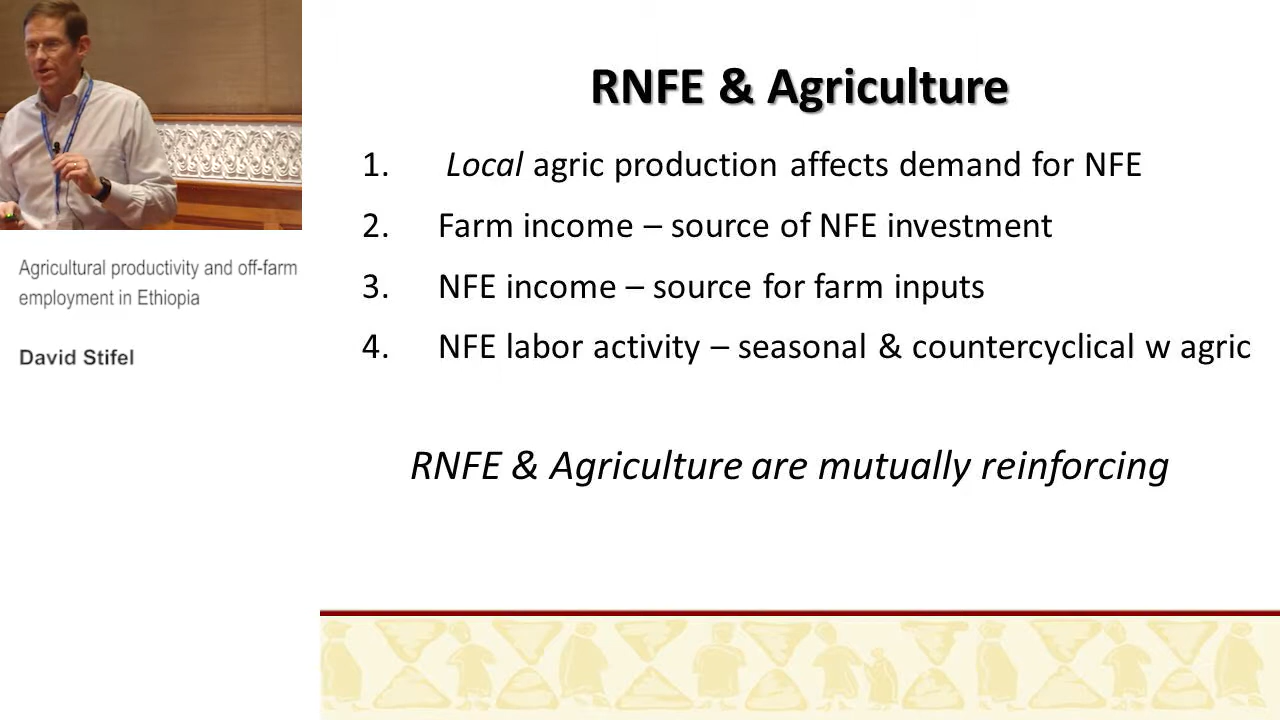 RNFE & Agriculture
1. Local agric production affects demand for NFE
2. Farm income – source of NFE investment
3. NFE income – source for farm inputs
4. NFE labor activity – seasonal & countercyclical w agric
RNFE & Agriculture are mutually reinforcing
Agricultural productivity and off-farm
employment in Ethiopia
David Stifel